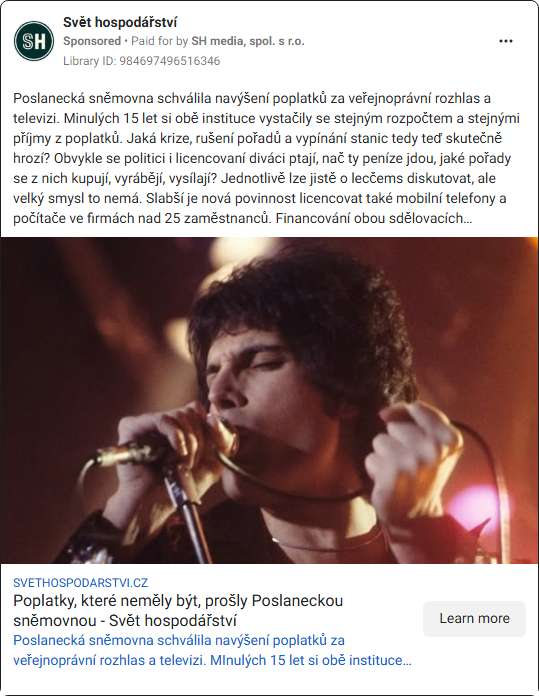 Svět hospodářství
SH
Sponsored • Paid for by SH media, spol. s r.o.
Library ID: 984697496516346
Poslanecká sněmovna schválila navýšení poplatků za veřejnoprávní rozhlas a
televizi. Minulých 15 let si obě instituce vystačily se stejným rozpočtem a stejnými
příjmy z poplatků. Jaká krize, rušení pořadů a vypínání stanic tedy teď skutečně
hrozí? Obvykle se politici i licencovaní diváci ptají, nač ty peníze jdou, jaké pořady
se z nich kupují, vyrábějí, vysílají? Jednotlivě lze jistě o lecčems diskutovat, ale
velký smysl to nemá. Slabší je nová povinnost licencovat také mobilní telefony a
počítače ve firmách nad 25 zaměstnanců. Financování obou sdělovacích...
SVETHOSPODARSTVI.CZ
Poplatky, které neměly být, prošly Poslaneckou
sněmovnou - Svět hospodářství
Learn more
Poslanecká sněmovna schválila navýšení poplatků za
veřejnoprávní rozhlas a televizi. MInulých 15 let si obě instituce...